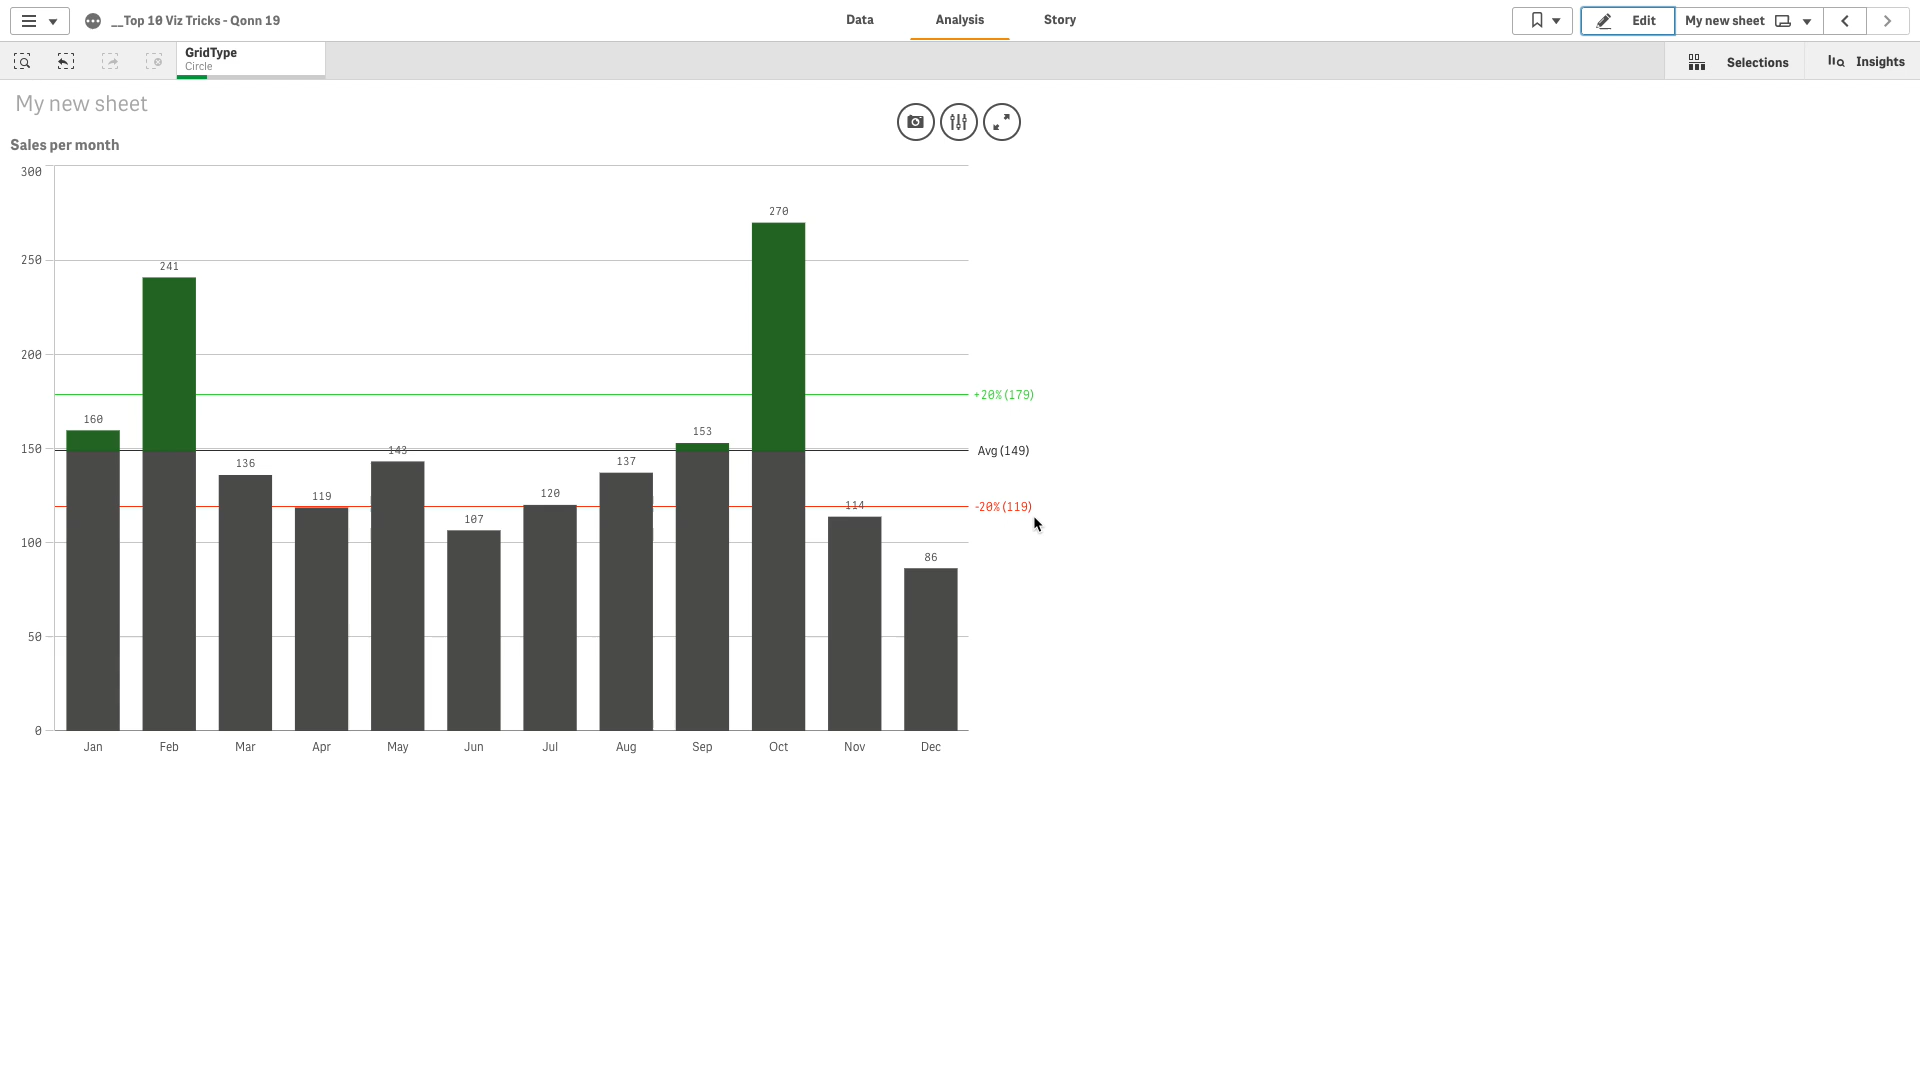 __Top 10 Viz Tricks - Qonn 19
Data
Analysis
Story
Edit
My new sheet
GridType
Circle
Selections
Insights
My new sheet
Sales per month
300
250
200
150
100
50
0
160
241
136
119
143
107
120
137
153
270
114
86
+20% (179)
Avg (149)
-20% (119)
Jan
Feb
Mar
Apr
May
Jun
Jul
Aug
Sep
Oct
Nov
Dec